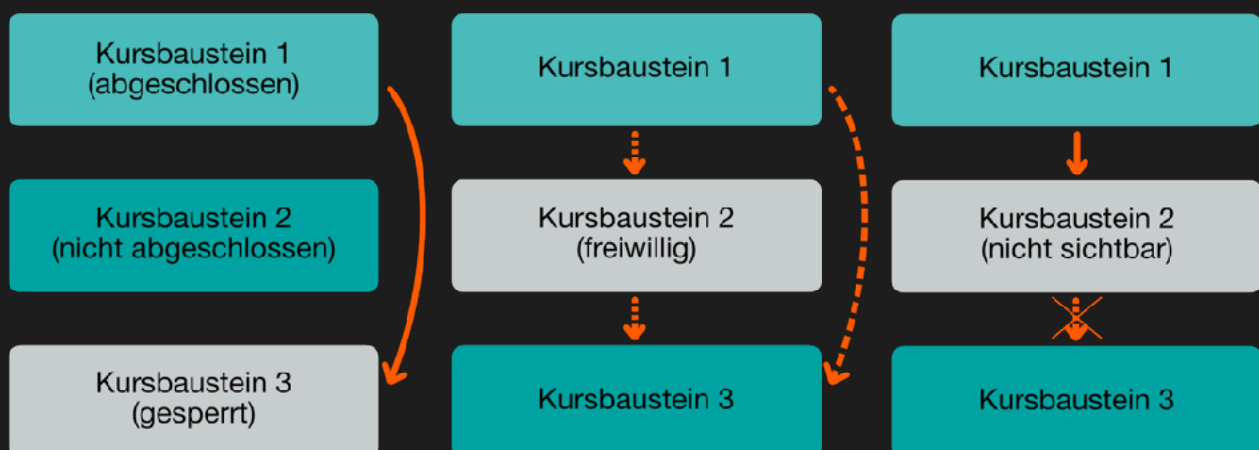 Kursbaustein 1
(abgeschlossen)
Kursbaustein 2
(nicht abgeschlossen)
Kursbaustein 3
(gesperrt)
Kursbaustein 1
Kursbaustein 2
(freiwillig)
Kursbaustein 3
Kursbaustein 1
Kursbaustein 2
(nicht sichtbar)
Kursbaustein 3